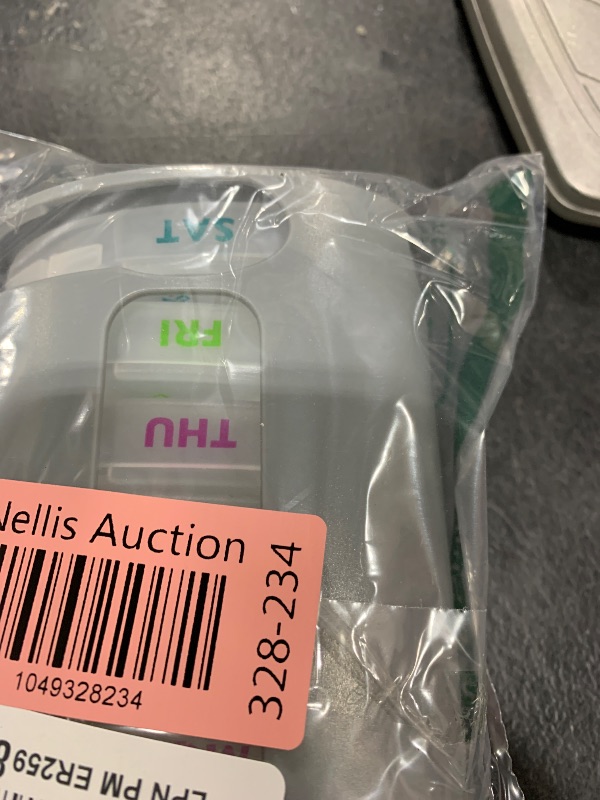 SAT
FRI
THU
Nellis Auction
328-234
1049328234
LPN PM ER259